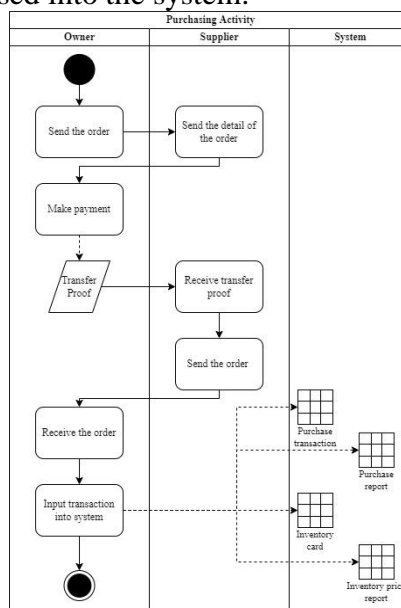 sed into the system.
Purchasing Activity
Owner
Supplier
System
Send the order
Send the detail of
the order
Make payment
Transfer
Proof
Receive transfer
proof
Send the order
Purchase
transaction
Receive the order
Purchase
report
Input transaction
into system
Inventory
card
Inventory pric
report